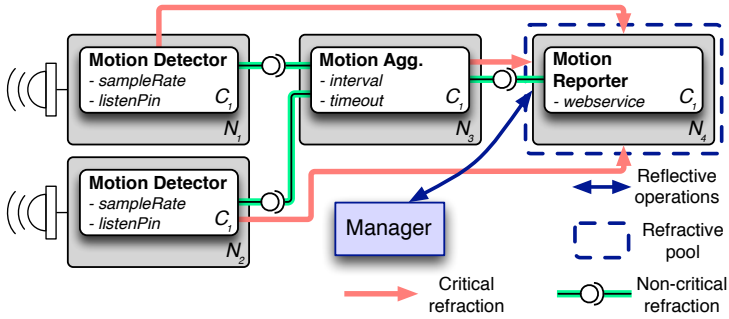 Motion Detector
- sampleRate
- listenPin
C1
N1
Motion Agg.
- interval
- timeout
C1
N3
Motion
Reporter
- webservice
C1
N4
Motion Detector
- sampleRate
- listenPin
C1
N2
Manager
Reflective
operations
Refractive
pool
Critical
refraction
Non-critical
refraction